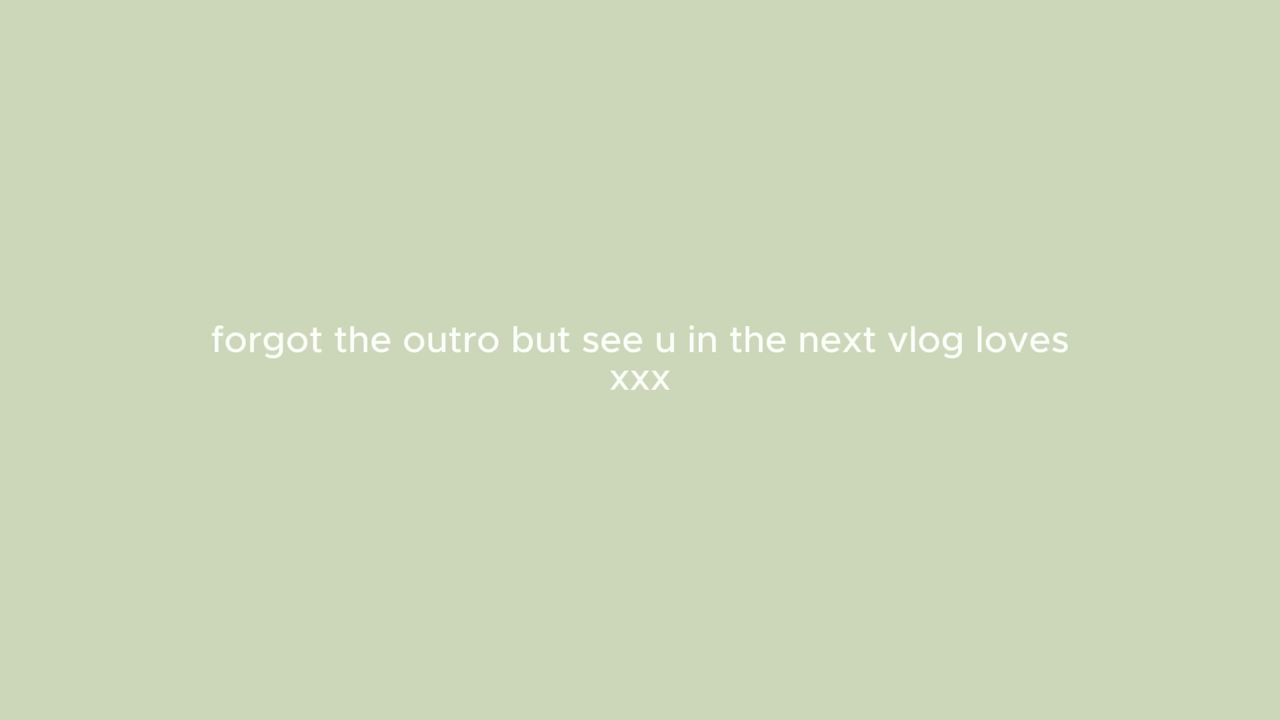 forgot the outro but see u in the next vlog loves
xxx